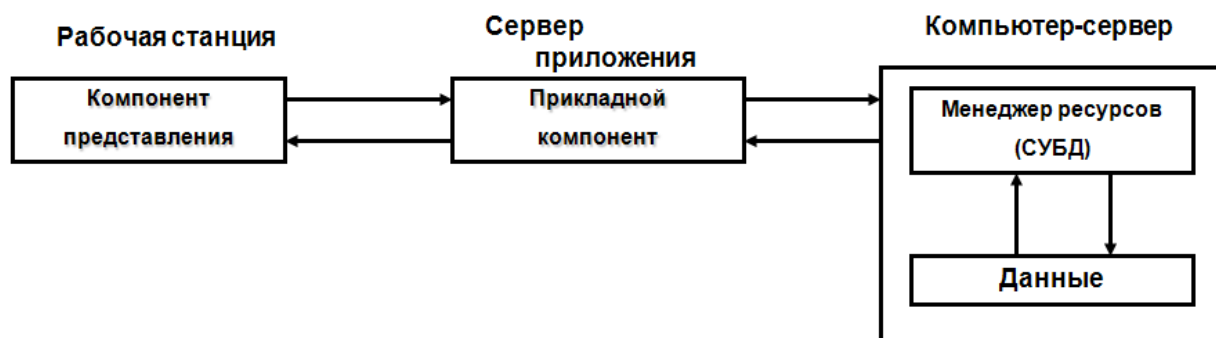 Рабочая станция
Сервер
приложения
Компьютер-сервер
Компонент
представления
Прикладной
компонент
Менеджер ресурсов
(СУБД)
Данные